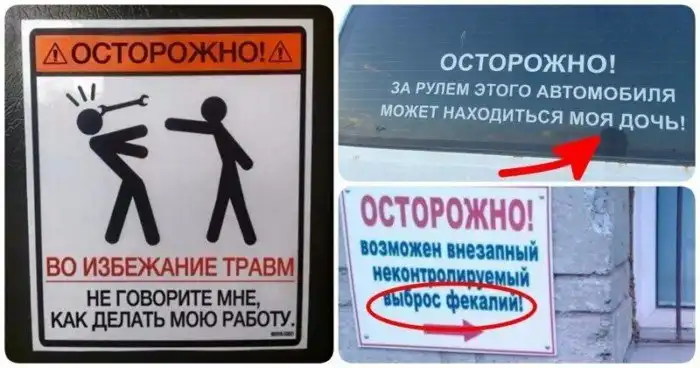 ОСТОРОЖНО!
ВО ИЗБЕЖАНИЕ ТРАВМ
НЕ ГОВОРИТЕ МНЕ,
КАК ДЕЛАТЬ МОЮ РАБОТУ.
ОСТОРОЖНО!
ЗА РУЛЕМ ЭТОГО АВТОМОБИЛЯ
МОЖЕТ НАХОДИТЬСЯ МОЯ ДОЧЬ!
ОСТОРОЖНО!
возможен внезапный
неконтролируемый
выброс фекалий!